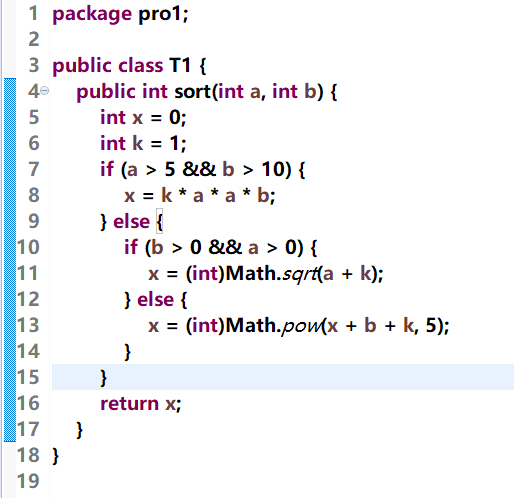 1 package pro1;
2
3 public class T1 {
4 public int sort(int a, int b) {
5 int x = 0;
6 int k = 1;
7 if (a > 5 && b > 10) {
8 x = k * a * a * b;
9 } else {
10 if (b > 0 && a > 0) {
11 x = (int)Math.sqrt(a + k);
12 } else {
13 x = (int)Math.pow(x + b + k, 5);
14 }
15 }
16 return x;
17 }
18 }
19